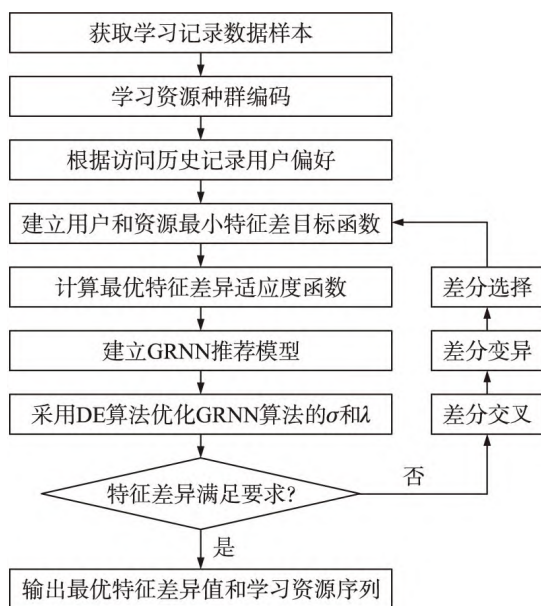 获取学习记录数据样本
学习资源种群编码
根据访问历史记录用户偏好
建立用户和资源最小特征差目标函数
计算最优特征差异适应度函数
差分选择
建立GRNN推荐模型
差分变异
采用DE算法优化GRNN算法的σ和λ
差分交叉
特征差异满足要求?
否
是
输出最优特征差异值和学习资源序列